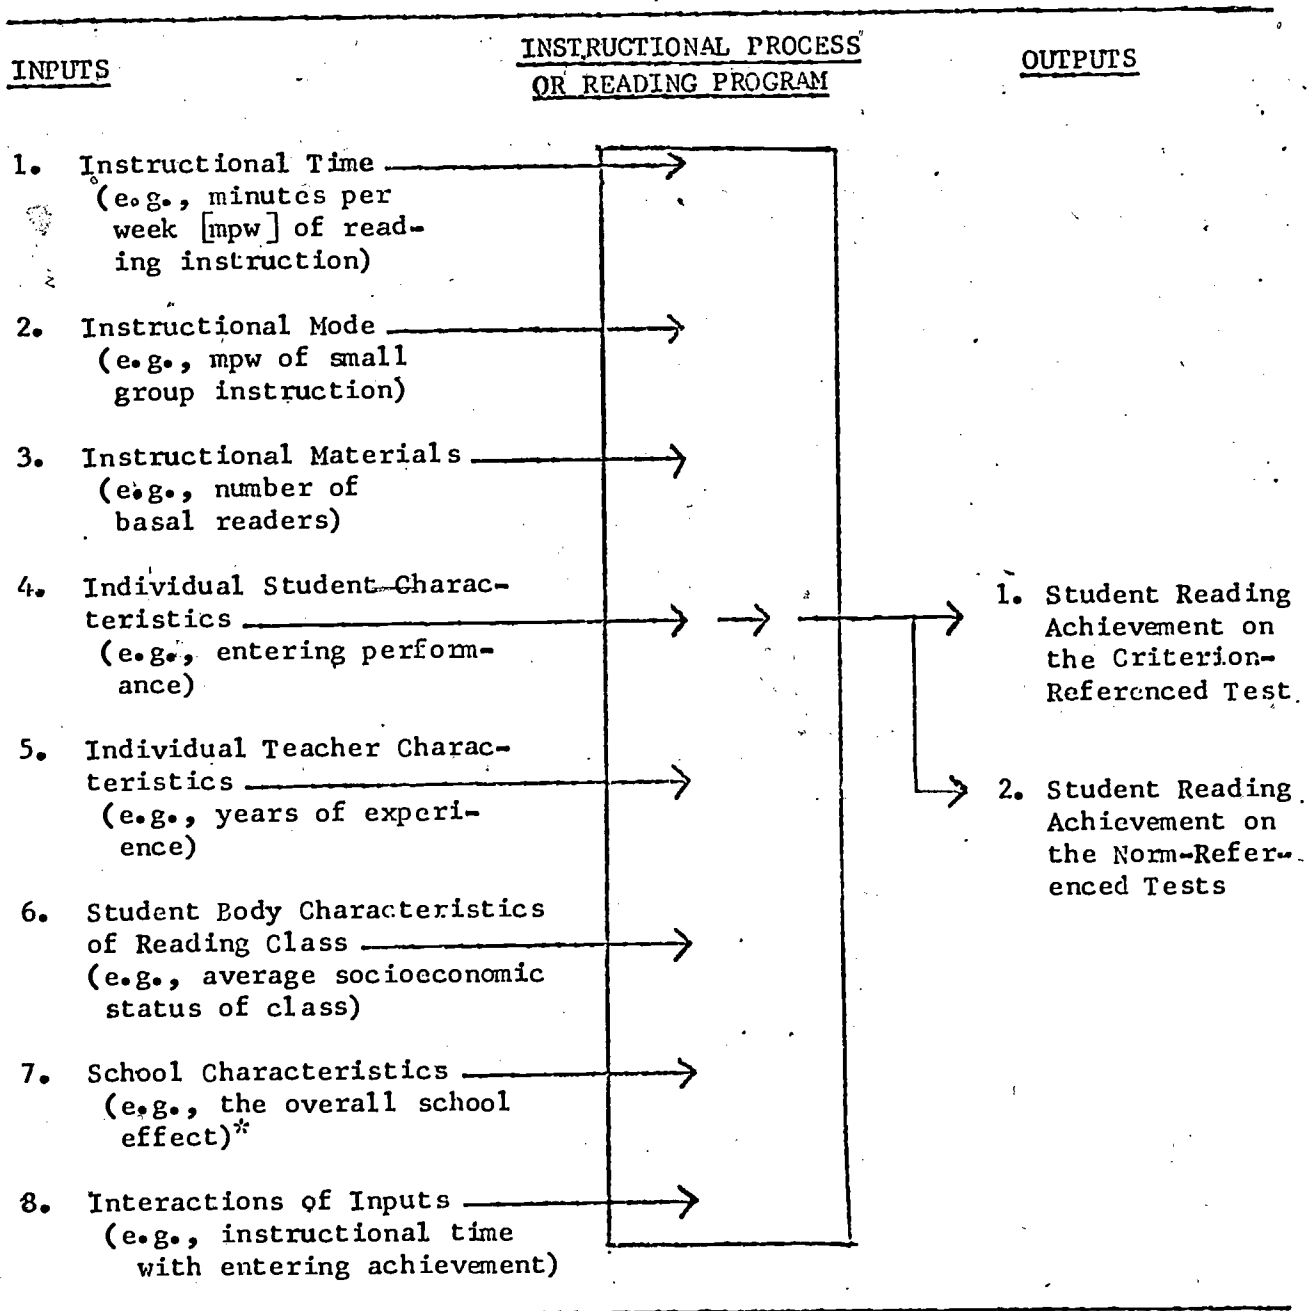 INPUTS
INSTRUCTIONAL PROCESS
OR READING PROGRAM
OUTPUTS
1. Instructional Time
(e.g., minutes per
week [mpw] of read-
ing instruction)
2. Instructional Mode
(e.g., mpw of small
group instruction)
3. Instructional Materials
(e.g., number of
basal readers)
4. Individual Student Charac-
teristics
(e.g., entering perform-
ance)
5. Individual Teacher Charac-
teristics
(e.g., years of experi-
ence)
6. Student Body Characteristics
of Reading Class
(e.g., average socioeconomic
status of class)
7. School Characteristics
(e.g., the overall school
effect)*
8. Interactions of Inputs
(e.g., instructional time
with entering achievement)
1. Student Reading
Achievement on
the Criterion-
Referenced Test
2. Student Reading
Achievement on
the Norm-Refer-
enced Tests